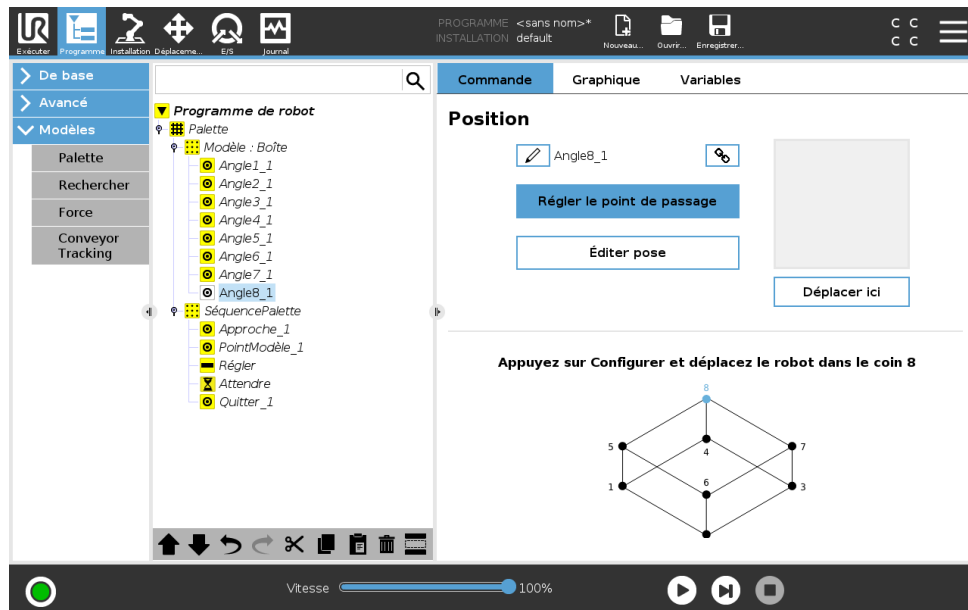 UR
PROGRAMME <sans nom>*
INSTALLATION default
Exécuter
Programme
Installation
Déplaceme...
E/S
Journal
Nouveau...
Ouvrir...
Enregistrer...
C C
C C
De base
Avancé
Modèles
Palette
Rechercher
Force
Conveyor
Tracking
Programme de robot
Palette
Modèle : Boîte
Angle1_1
Angle2_1
Angle3_1
Angle4_1
Angle5_1
Angle6_1
Angle7_1
Angle8_1
SéquencePalette
Approche_1
PointModèle_1
Régler
Attendre
Quitter_1
Commande
Graphique
Variables
Position
Angle8_1
Régler le point de passage
Éditer pose
Déplacer ici
Appuyez sur Configurer et déplacez le robot dans le coin 8
8
5
7
4
6
1
3
Vitesse
100%